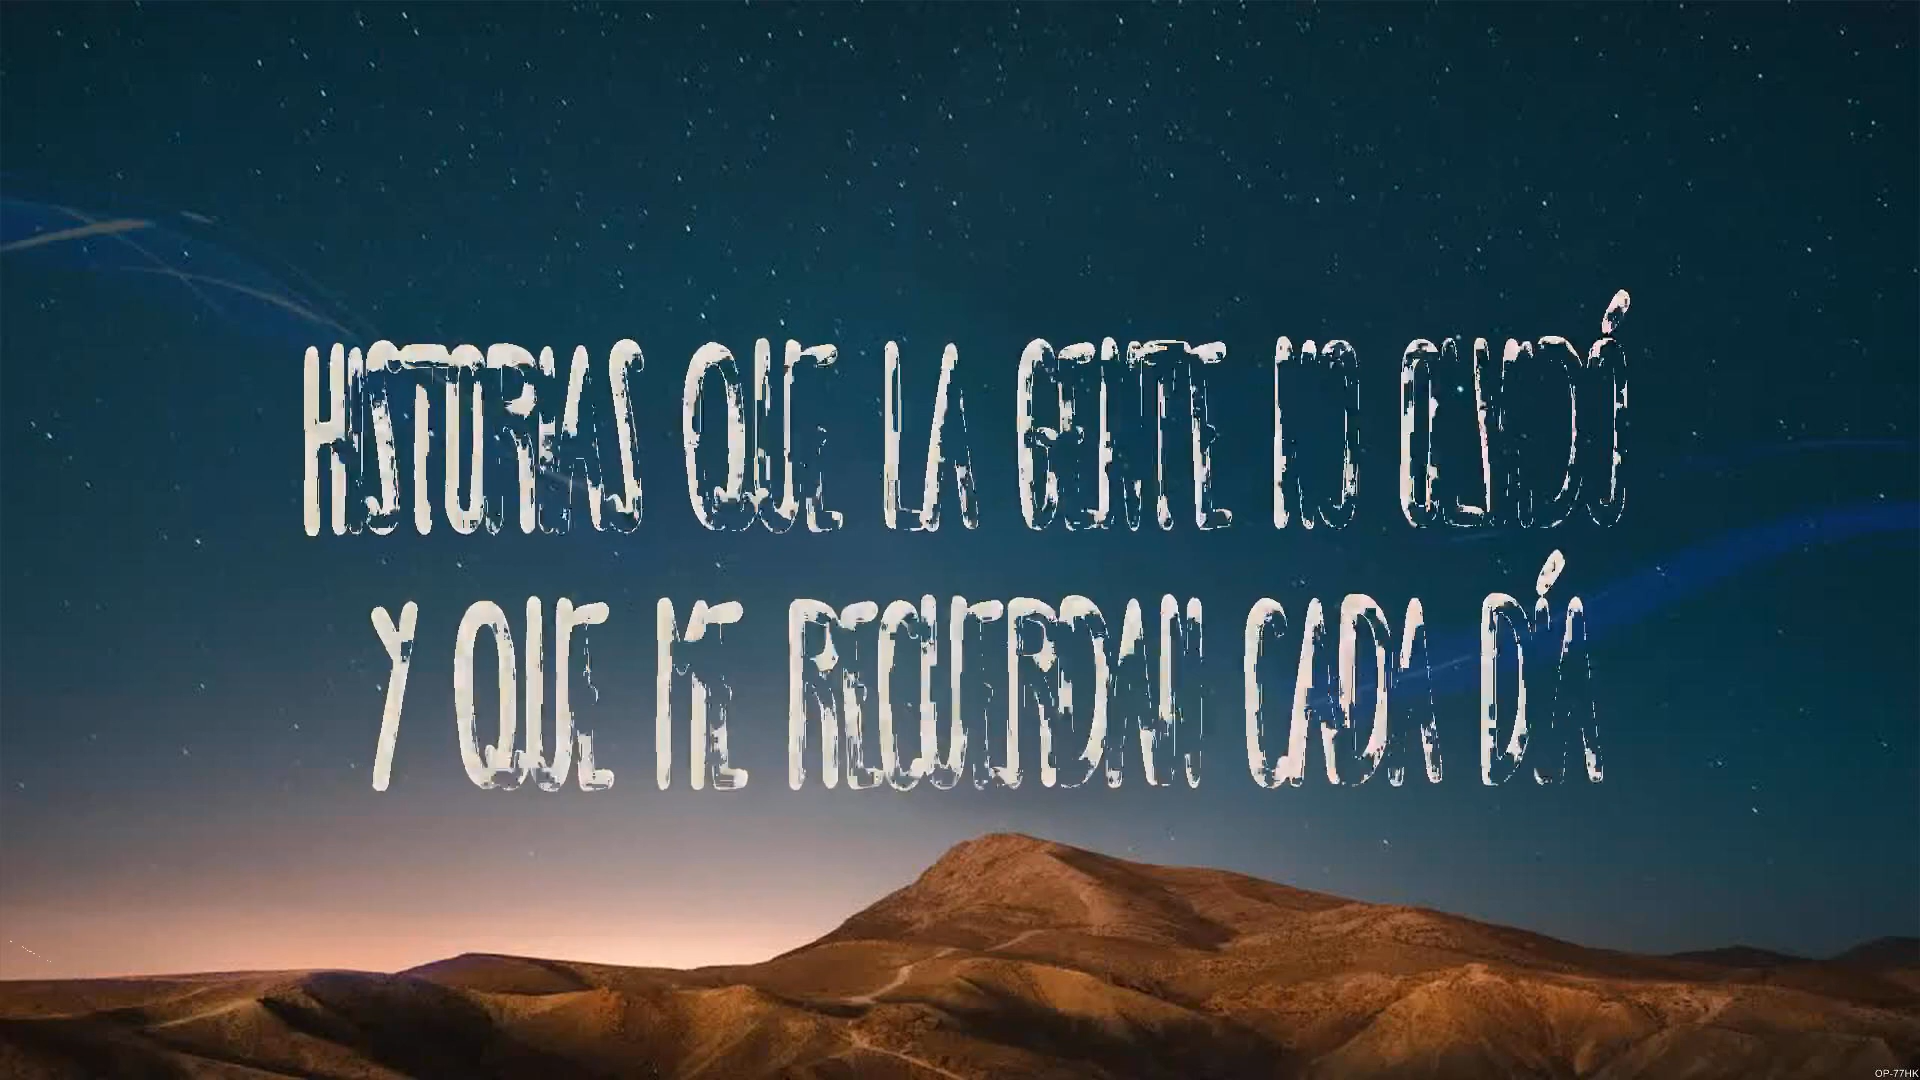 HISTORIAS QUE LA GENTE NO OLVIDÓ
Y QUE ME RECUERDAN CADA DÍA
OP-77HK